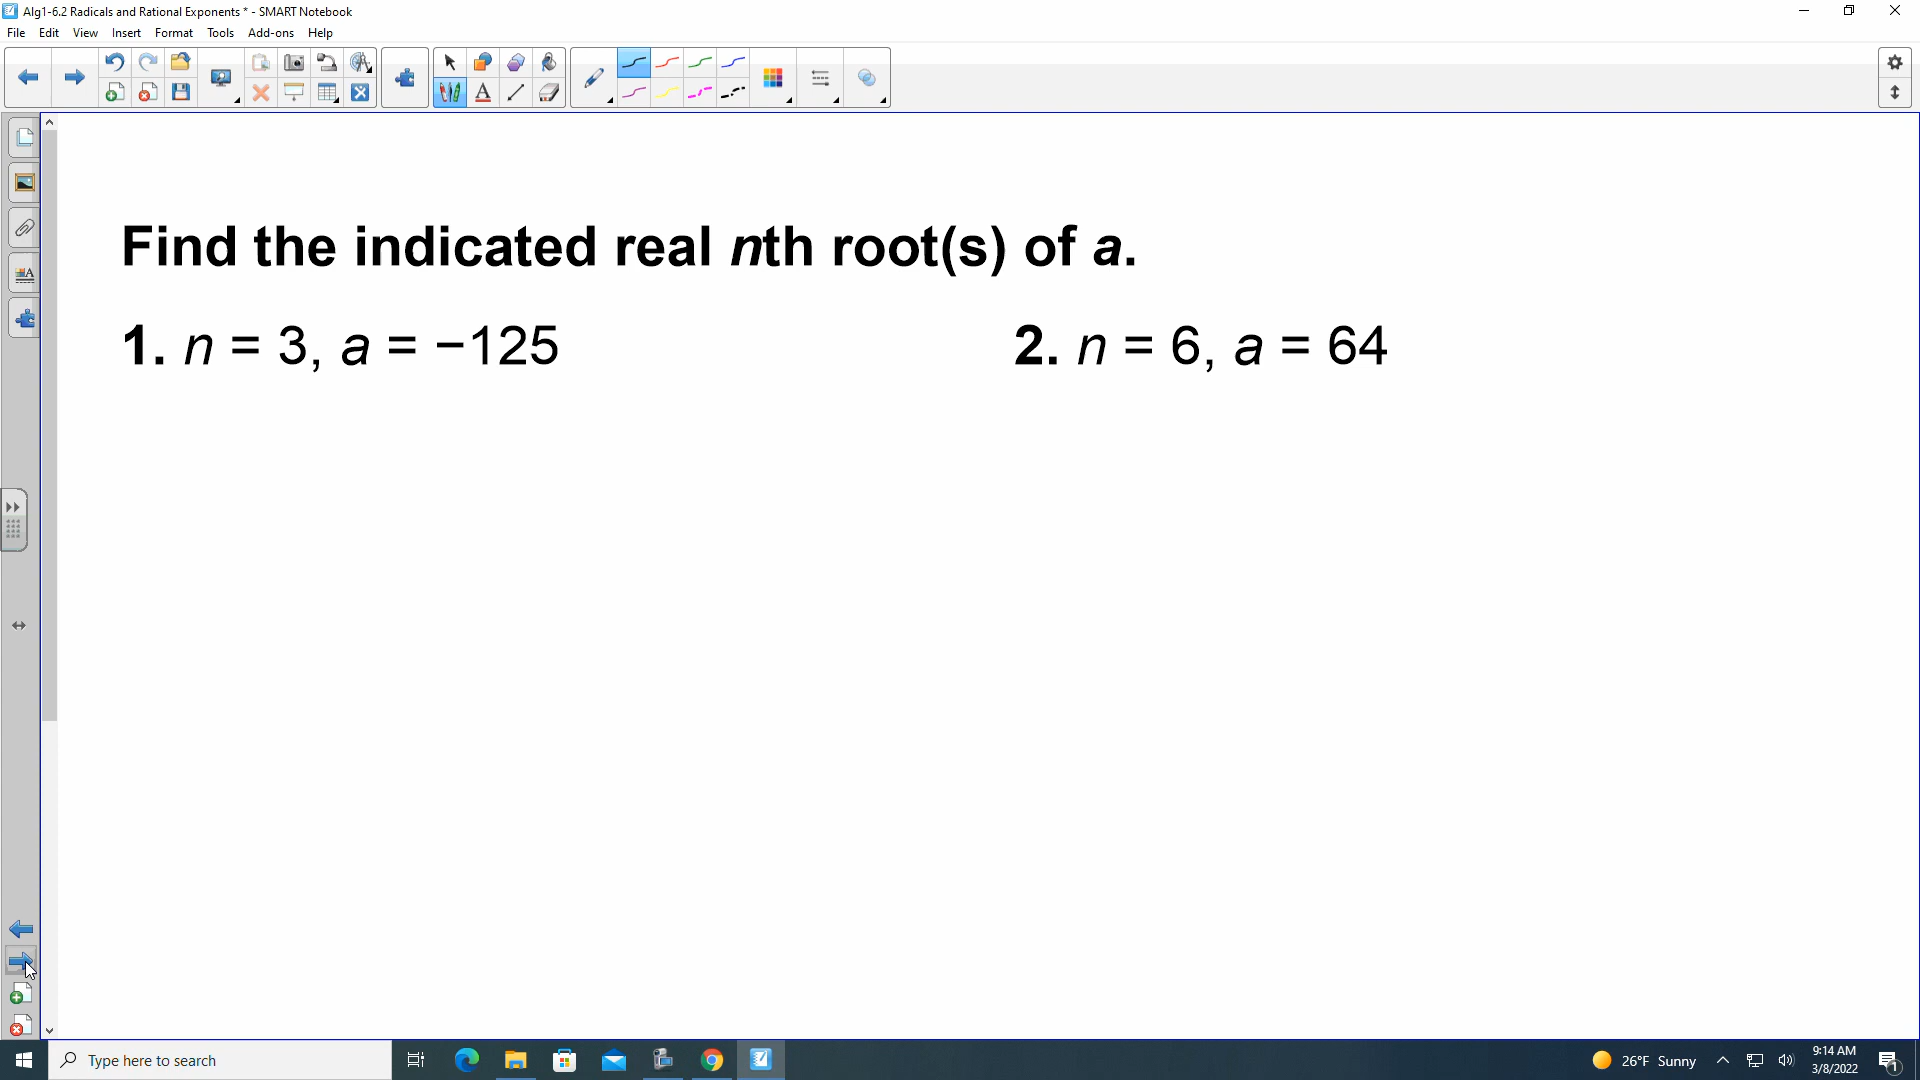 Alg1-6.2 Radicals and Rational Exponents * - SMART Notebook
File Edit View Insert Format Tools Add-ons Help
Find the indicated real nth root(s) of a.
1. n = 3, a = −125
2. n = 6, a = 64
Type here to search
26°F Sunny
9:14 AM
3/8/2022
1